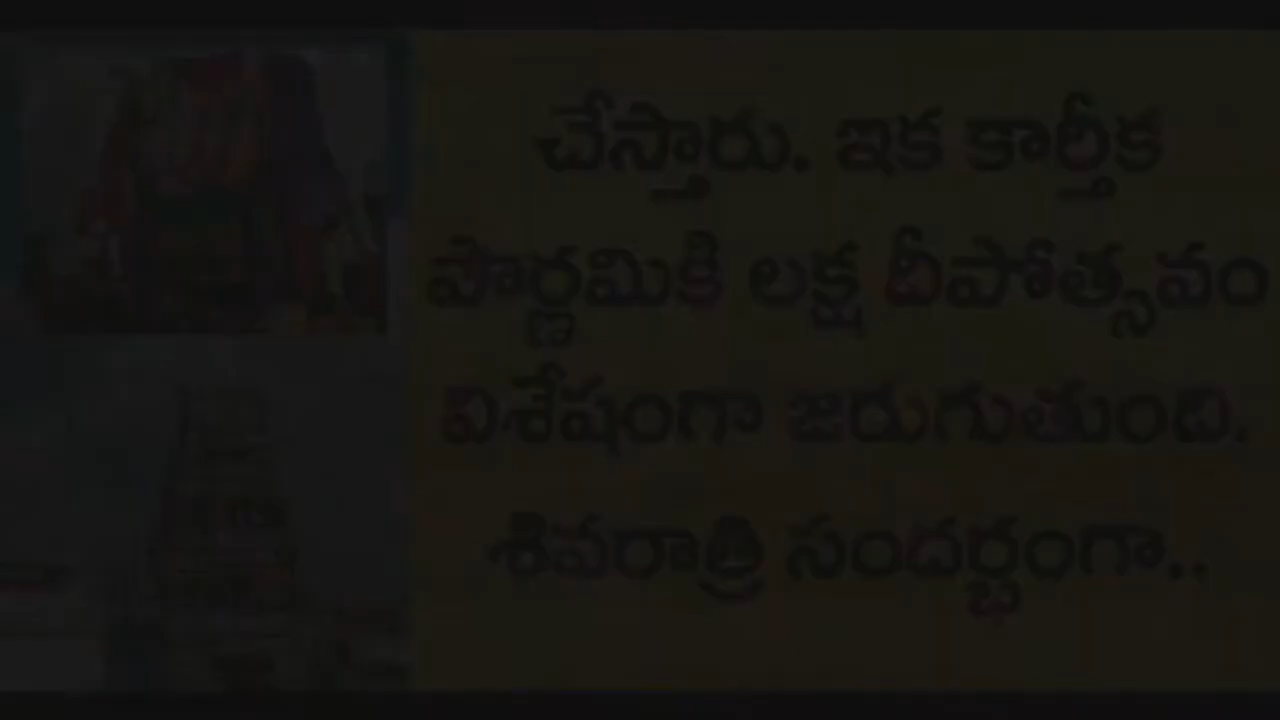 చేస్తారు. ఇక కార్తీక
పౌర్ణమికి లక్ష దీపోత్సవం
విశేషంగా జరుగుతుంది.
శివరాత్రి సందర్భంగా..